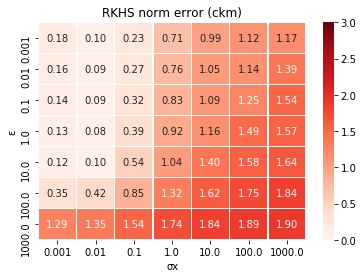 RKHS norm error (ckm)
0.001 0.18 0.10 0.23 0.71 0.99 1.12 1.17
0.01 0.16 0.09 0.27 0.76 1.05 1.14 1.39
0.1 0.14 0.09 0.32 0.83 1.09 1.25 1.54
1.0 0.13 0.08 0.39 0.92 1.16 1.49 1.57
10.0 0.12 0.10 0.54 1.04 1.40 1.58 1.64
100.0 0.35 0.42 0.85 1.32 1.62 1.75 1.84
1000.0 1.29 1.35 1.54 1.74 1.84 1.89 1.90
0.001 0.01 0.1 1.0 10.0 100.0 1000.0
σx
ε
3.0
2.5
2.0
1.5
1.0
0.5
0.0